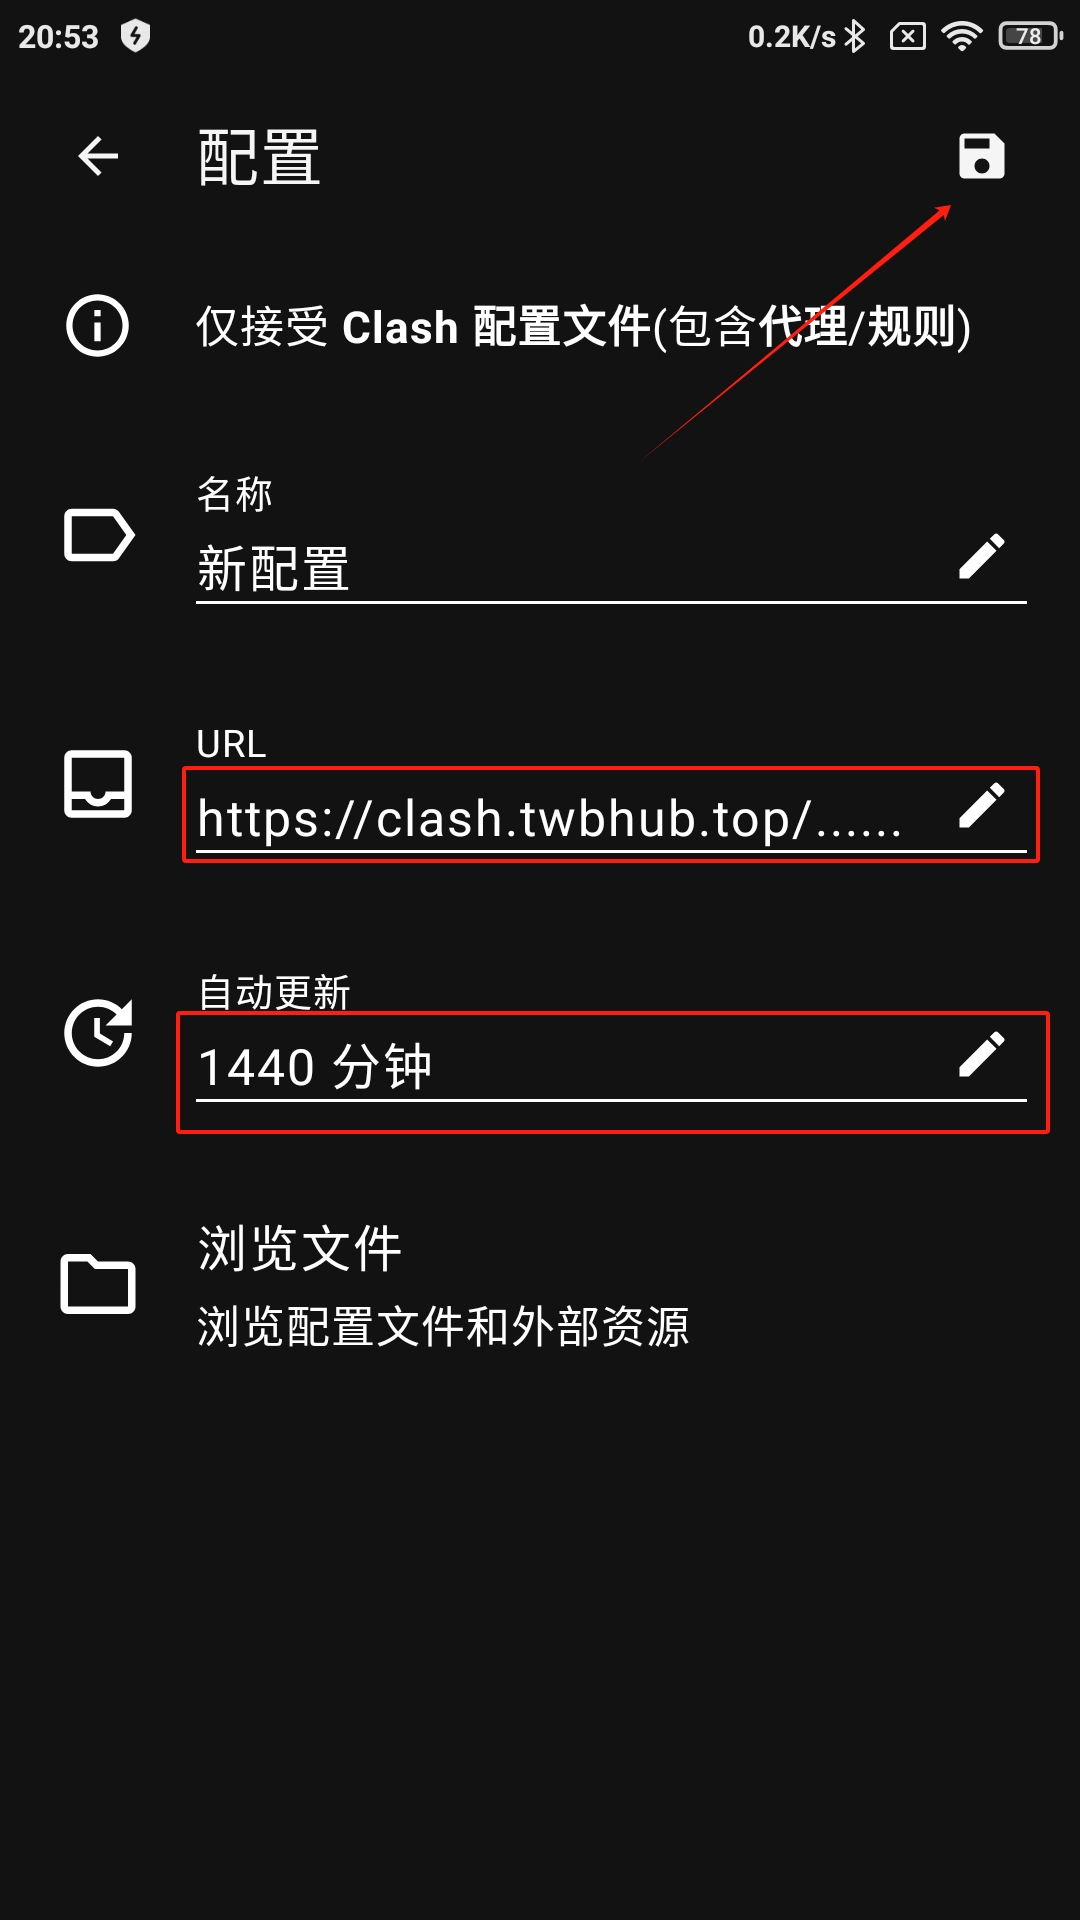 20:53
0.2K/s
78
配置
仅接受 Clash 配置文件(包含代理/规则)
名称
新配置
URL
https://clash.twbhub.top/......
自动更新
1440 分钟
浏览文件
浏览配置文件和外部资源